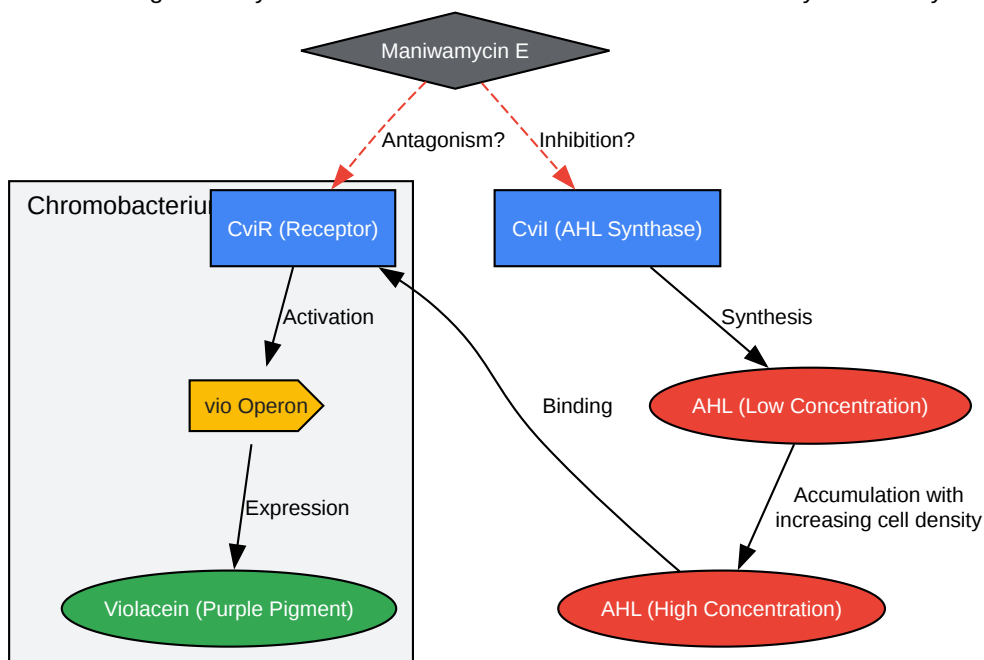 Maniwamycin E
Antagonism?
Inhibition?
CviR (Receptor)
CviI (AHL Synthase)
Activation
Synthesis
vio Operon
Binding
AHL (Low Concentration)
Expression
Accumulation with
increasing cell density
Violacein (Purple Pigment)
AHL (High Concentration)